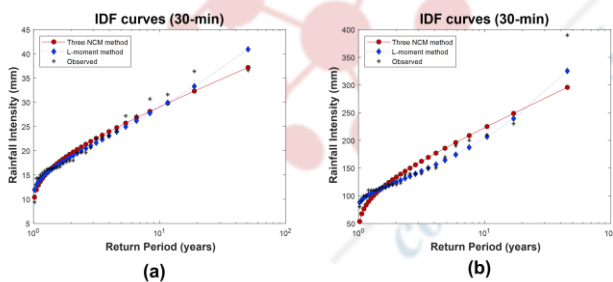 IDF curves (30-min)
Three NCM method
L-moment method
Observed
Rainfall Intensity (mm)
45
40
35
30
25
20
15
10
5
10⁰
10¹
10²
Return Period (years)
(a)
IDF curves (30-min)
Three NCM method
L-moment method
Observed
Rainfall Intensity (mm)
400
350
300
250
200
150
100
50
10⁰
10¹
10
Return Period (years)
(b)